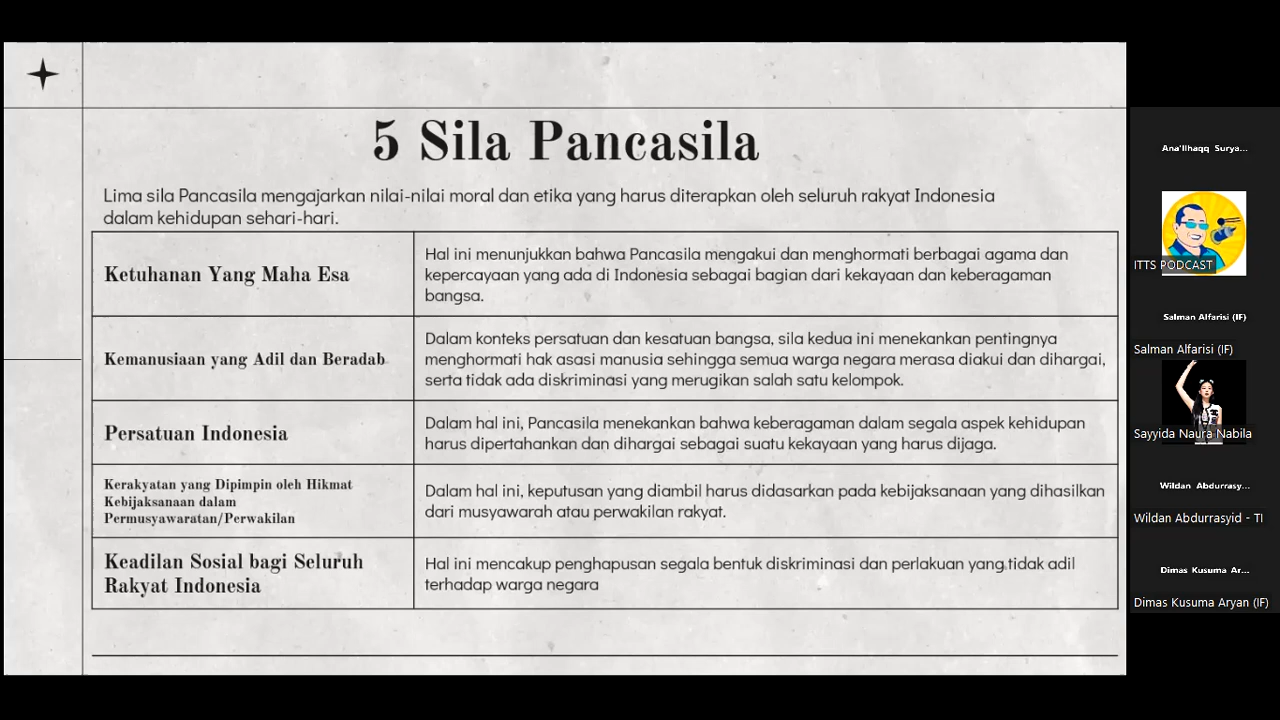 5 Sila Pancasila
Lima sila Pancasila mengajarkan nilai-nilai moral dan etika yang harus diterapkan oleh seluruh rakyat Indonesia
dalam kehidupan sehari-hari.
Ketuhanan Yang Maha Esa
Hal ini menunjukkan bahwa Pancasila mengakui dan menghormati berbagai agama dan
kepercayaan yang ada di Indonesia sebagai bagian dari kekayaan dan keberagaman
bangsa.
Kemanusiaan yang Adil dan Beradab
Dalam konteks persatuan dan kesatuan bangsa, sila kedua ini menekankan pentingnya
menghormati hak asasi manusia sehingga semua warga negara merasa diakui dan dihargai,
serta tidak ada diskriminasi yang merugikan salah satu kelompok.
Persatuan Indonesia
Dalam hal ini, Pancasila menekankan bahwa keberagaman dalam segala aspek kehidupan
harus dipertahankan dan dihargai sebagai suatu kekayaan yang harus dijaga.
Kerakyatan yang Dipimpin oleh Hikmat
Kebijaksanaan dalam
Permusyawaratan/Perwakilan
Dalam hal ini, keputusan yang diambil harus didasarkan pada kebijaksanaan yang dihasilkan
dari musyawarah atau perwakilan rakyat.
Keadilan Sosial bagi Seluruh
Rakyat Indonesia
Hal ini mencakup penghapusan segala bentuk diskriminasi dan perlakuan yang tidak adil
terhadap warga negara
Ana'llhaqq Surya...
ITTS PODCAST
Salman Alfarisi (IF)
Salman Alfarisi (IF)
Sayyida Naura Nabila
Wildan Abdurrasy...
Wildan Abdurrasyid - TI
Dimas Kusuma Ar...
Dimas Kusuma Aryan (IF)